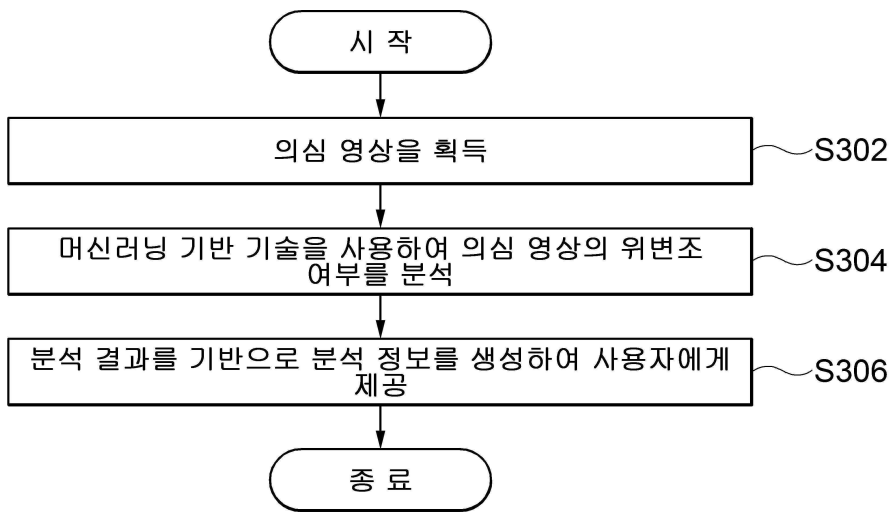 시 작
의심 영상을 획득
S302
머신러닝 기반 기술을 사용하여 의심 영상의 위변조
여부를 분석
S304
분석 결과를 기반으로 분석 정보를 생성하여 사용자에게
제공
S306
종 료